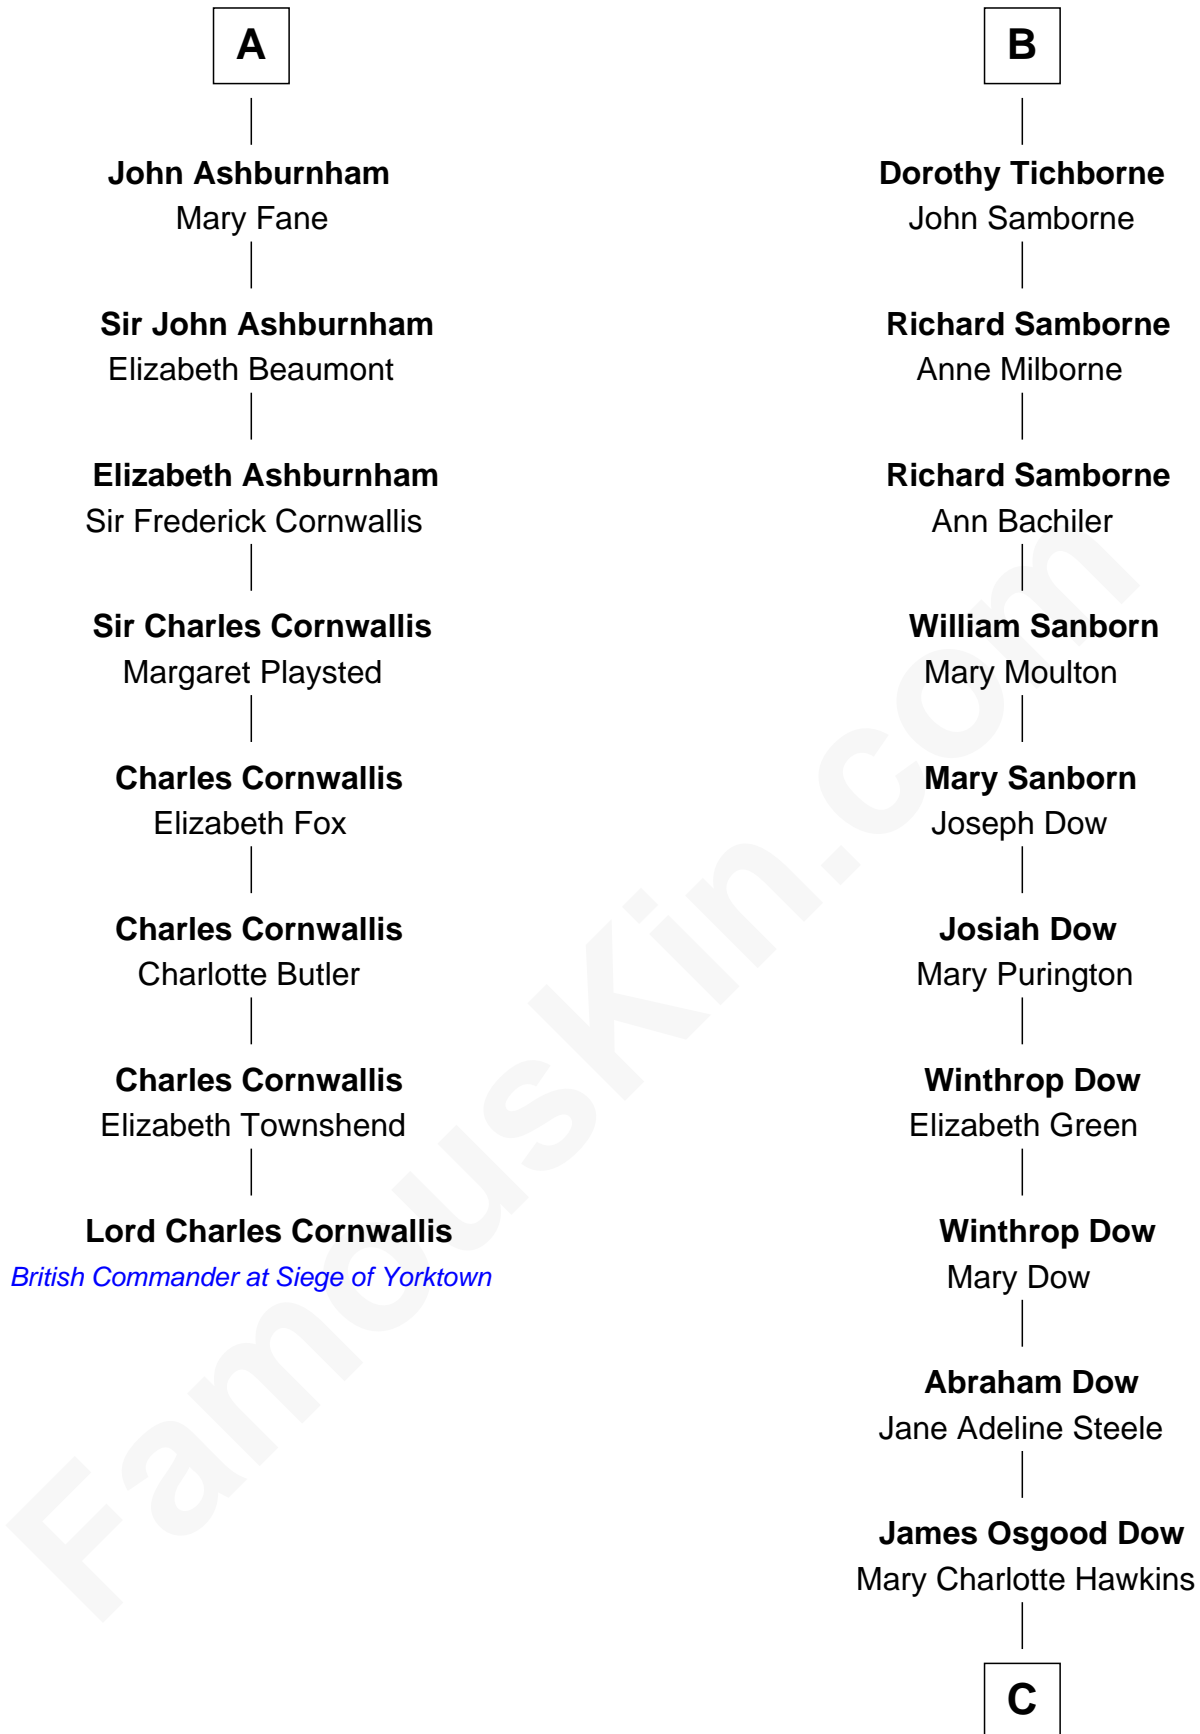 A
John Ashburnham
Mary Fane
Sir John Ashburnham
Elizabeth Beaumont
Elizabeth Ashburnham
Sir Frederick Cornwallis
Sir Charles Cornwallis
Margaret Playsted
Charles Cornwallis
Elizabeth Fox
Charles Cornwallis
Charlotte Butler
Charles Cornwallis
Elizabeth Townshend
Lord Charles Cornwallis
British Commander at Siege of Yorktown
B
Dorothy Tichborne
John Samborne
Richard Samborne
Anne Milborne
Richard Samborne
Ann Bachiler
William Sanborn
Mary Moulton
Mary Sanborn
Joseph Dow
Josiah Dow
Mary Purington
Winthrop Dow
Elizabeth Green
Winthrop Dow
Mary Dow
Abraham Dow
Jane Adeline Steele
James Osgood Dow
Mary Charlotte Hawkins
C
FamousKin.com